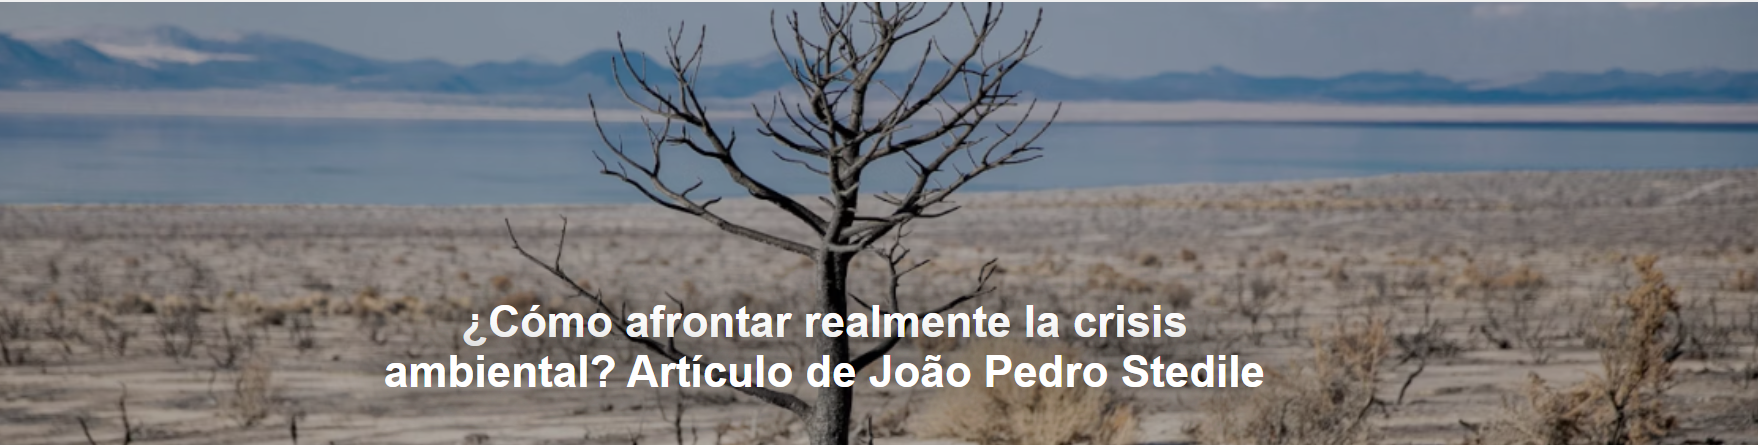 ¿Cómo afrontar realmente la crisis
ambiental? Artículo de João Pedro Stedile